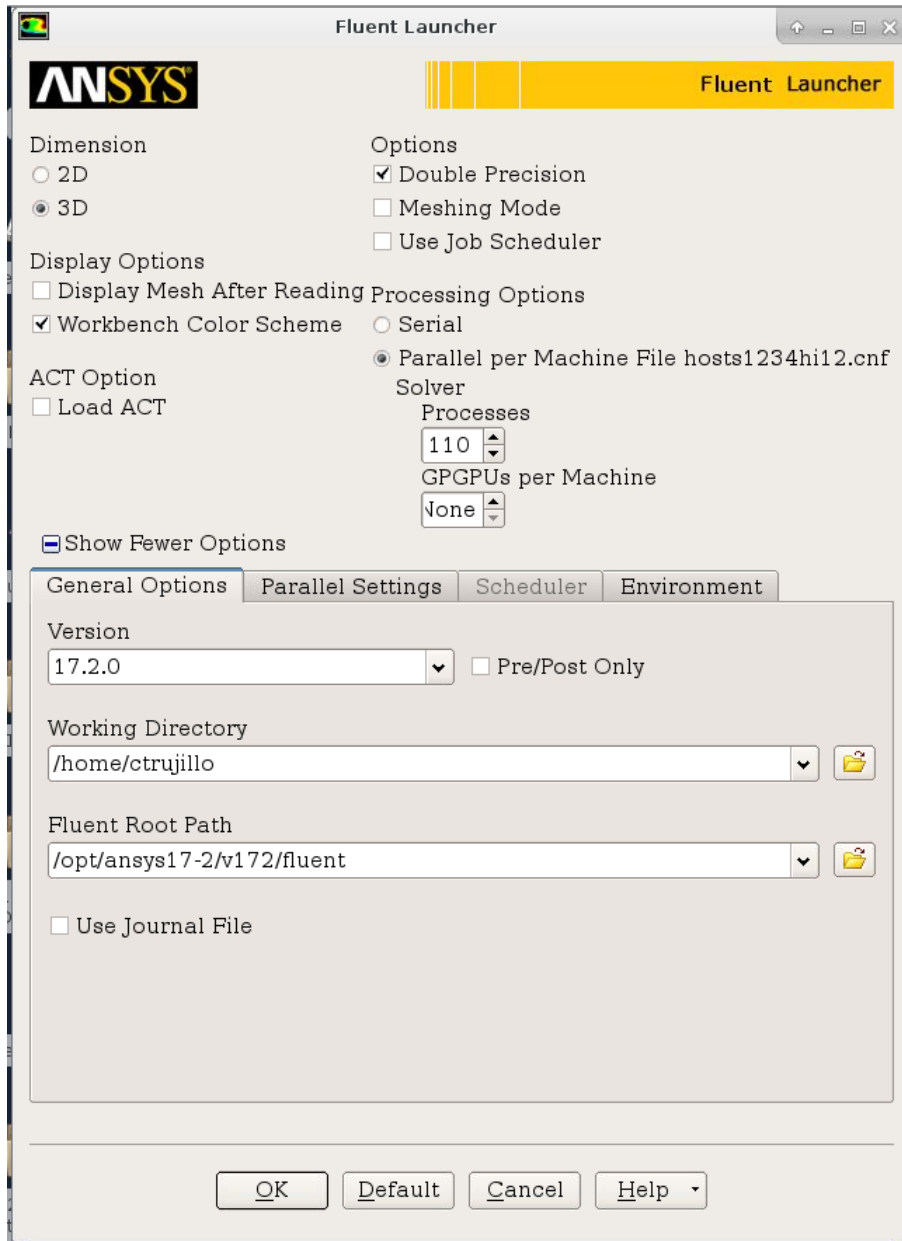 Fluent Launcher
ANSYS
Fluent Launcher
Dimension
2D
3D
Options
Double Precision
Meshing Mode
Use Job Scheduler
Display Options
Display Mesh After Reading
Workbench Color Scheme
Processing Options
Serial
Parallel per Machine File hosts1234hi12.cnf
ACT Option
Load ACT
Solver
Processes
110
GPGPUs per Machine
None
Show Fewer Options
General Options
Parallel Settings
Scheduler
Environment
Version
17.2.0
Pre/Post Only
Working Directory
/home/ctrujillo
Fluent Root Path
/opt/ansys17-2/v172/fluent
Use Journal File
OK
Default
Cancel
Help